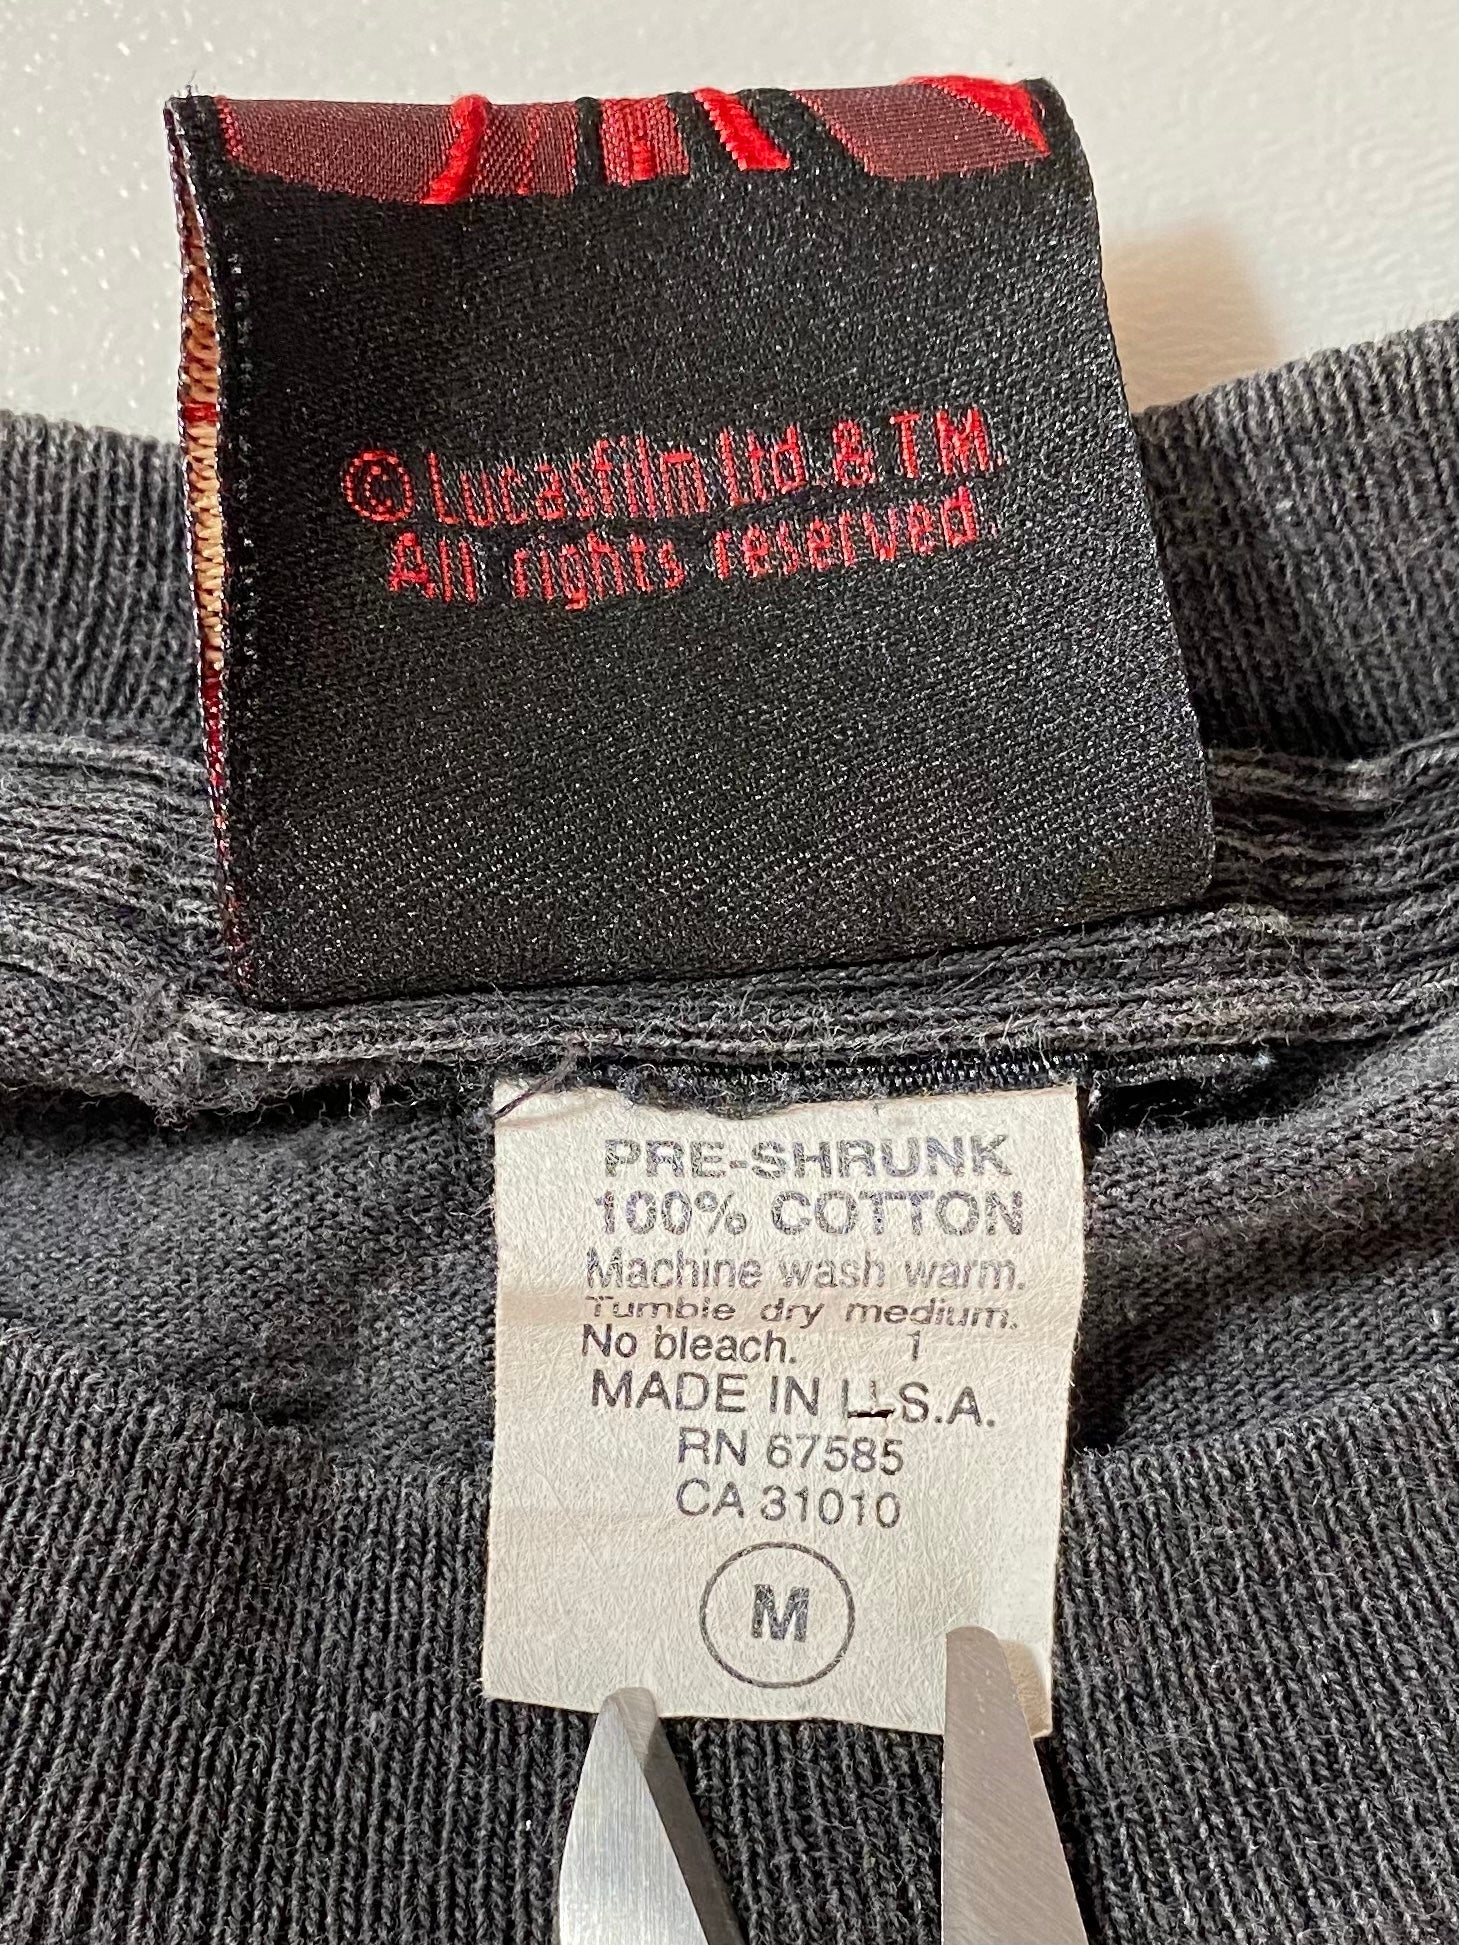 © Lucasfilm Ltd. & TM.
All rights reserved.
PRE-SHRUNK
100% COTTON
Machine wash warm.
Tumble dry medium.
No bleach. 1
MADE IN U.S.A.
RN 67585
CA 31010
M